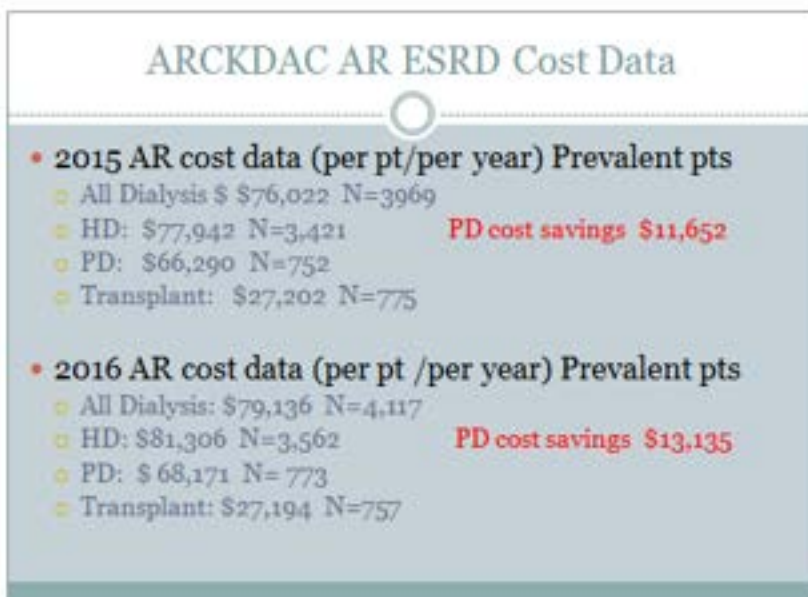 ARCKDAC AR ESRD Cost Data
• 2015 AR cost data (per pt/per year) Prevalent pts
All Dialysis $ $76,022 N=3969
HD: $77,942 N=3,421 PD cost savings $11,652
PD: $66,290 N=752
Transplant: $27,202 N=775
• 2016 AR cost data (per pt /per year) Prevalent pts
All Dialysis: $79,136 N=4,117
HD: $81,306 N=3,562 PD cost savings $13,135
PD: $ 68,171 N= 773
Transplant: $27,194 N=757